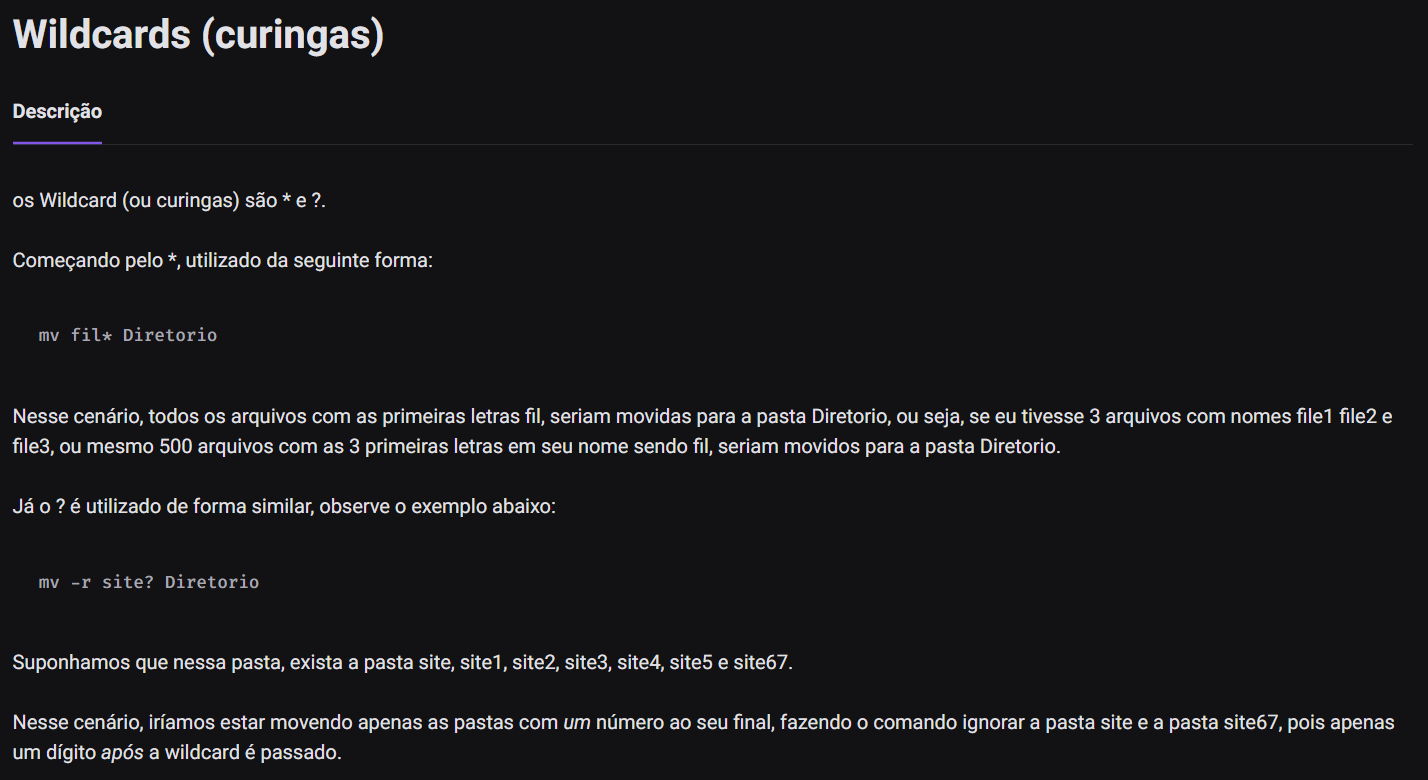 Wildcards (curingas)
Descrição
os Wildcard (ou curingas) são * e ?.
Começando pelo *, utilizado da seguinte forma:
mv fil* Diretorio
Nesse cenário, todos os arquivos com as primeiras letras fil, seriam movidas para a pasta Diretorio, ou seja, se eu tivesse 3 arquivos com nomes file1 file2 e
file3, ou mesmo 500 arquivos com as 3 primeiras letras em seu nome sendo fil, seriam movidos para a pasta Diretorio.
Já o ? é utilizado de forma similar, observe o exemplo abaixo:
mv -r site? Diretorio
Suponhamos que nessa pasta, exista a pasta site, site1, site2, site3, site4, site5 e site67.
Nesse cenário, iríamos estar movendo apenas as pastas com um número ao seu final, fazendo o comando ignorar a pasta site e a pasta site67, pois apenas
um dígito após a wildcard é passado.